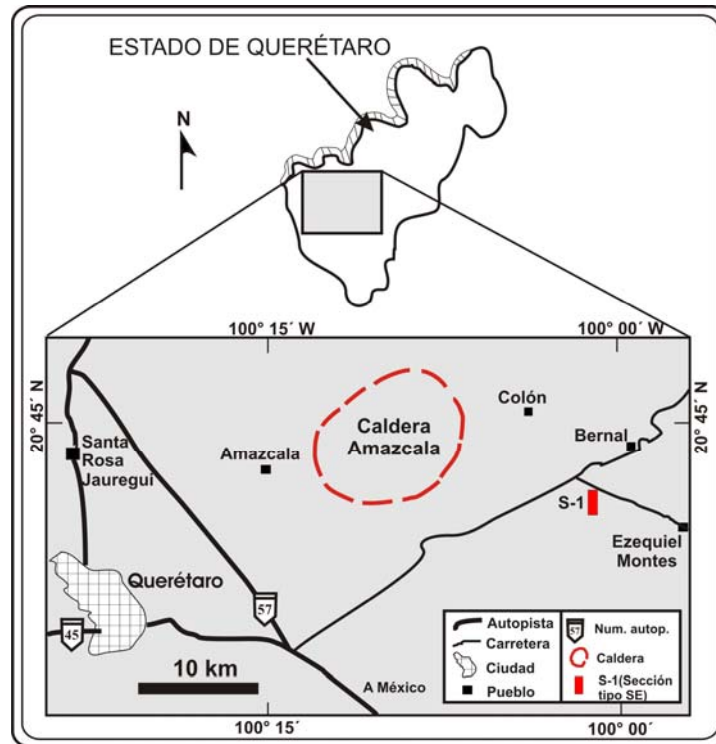 ESTADO DE QUERÉTARO
N
100° 15´ W
100° 00´ W
20° 45´ N
20° 45´ N
Colón
Caldera
Amazcala
Bernal
Santa
Rosa
Jauregui
Amazcala
S-1
Ezequiel
Montes
Querétaro
57
45
10 km
A México
Autopista
Carretera
Ciudad
Pueblo
57
Num. autop.
Caldera
S-1(Sección
tipo SE)
100° 15´
100° 00´